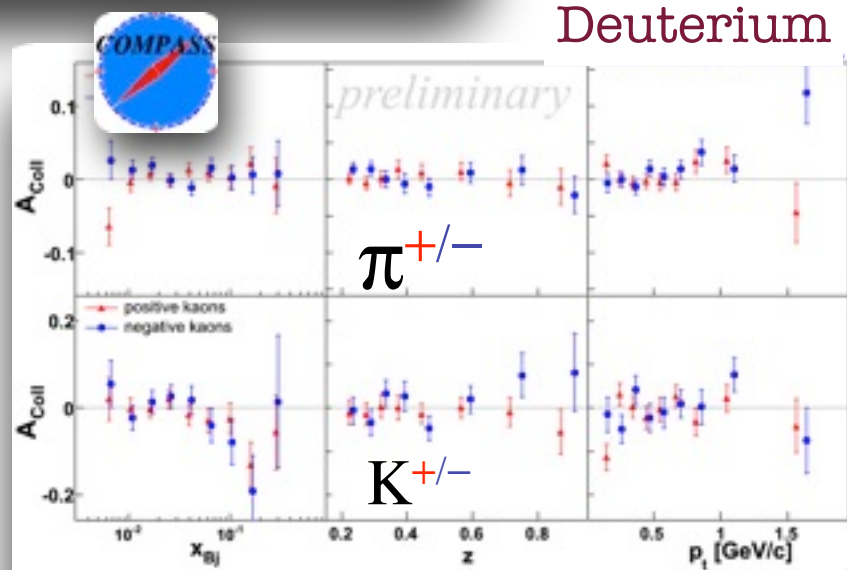 Deuterium
COMPASS
preliminary
A_Coll
0.1
0
-0.1
π+/−
positive kaons
negative kaons
A_Coll
0.2
0
-0.2
K+/−
10^-2
10^-1
x_Bj
0.2 0.4 0.6 0.8
z
0.5 1 1.5
p_t [GeV/c]